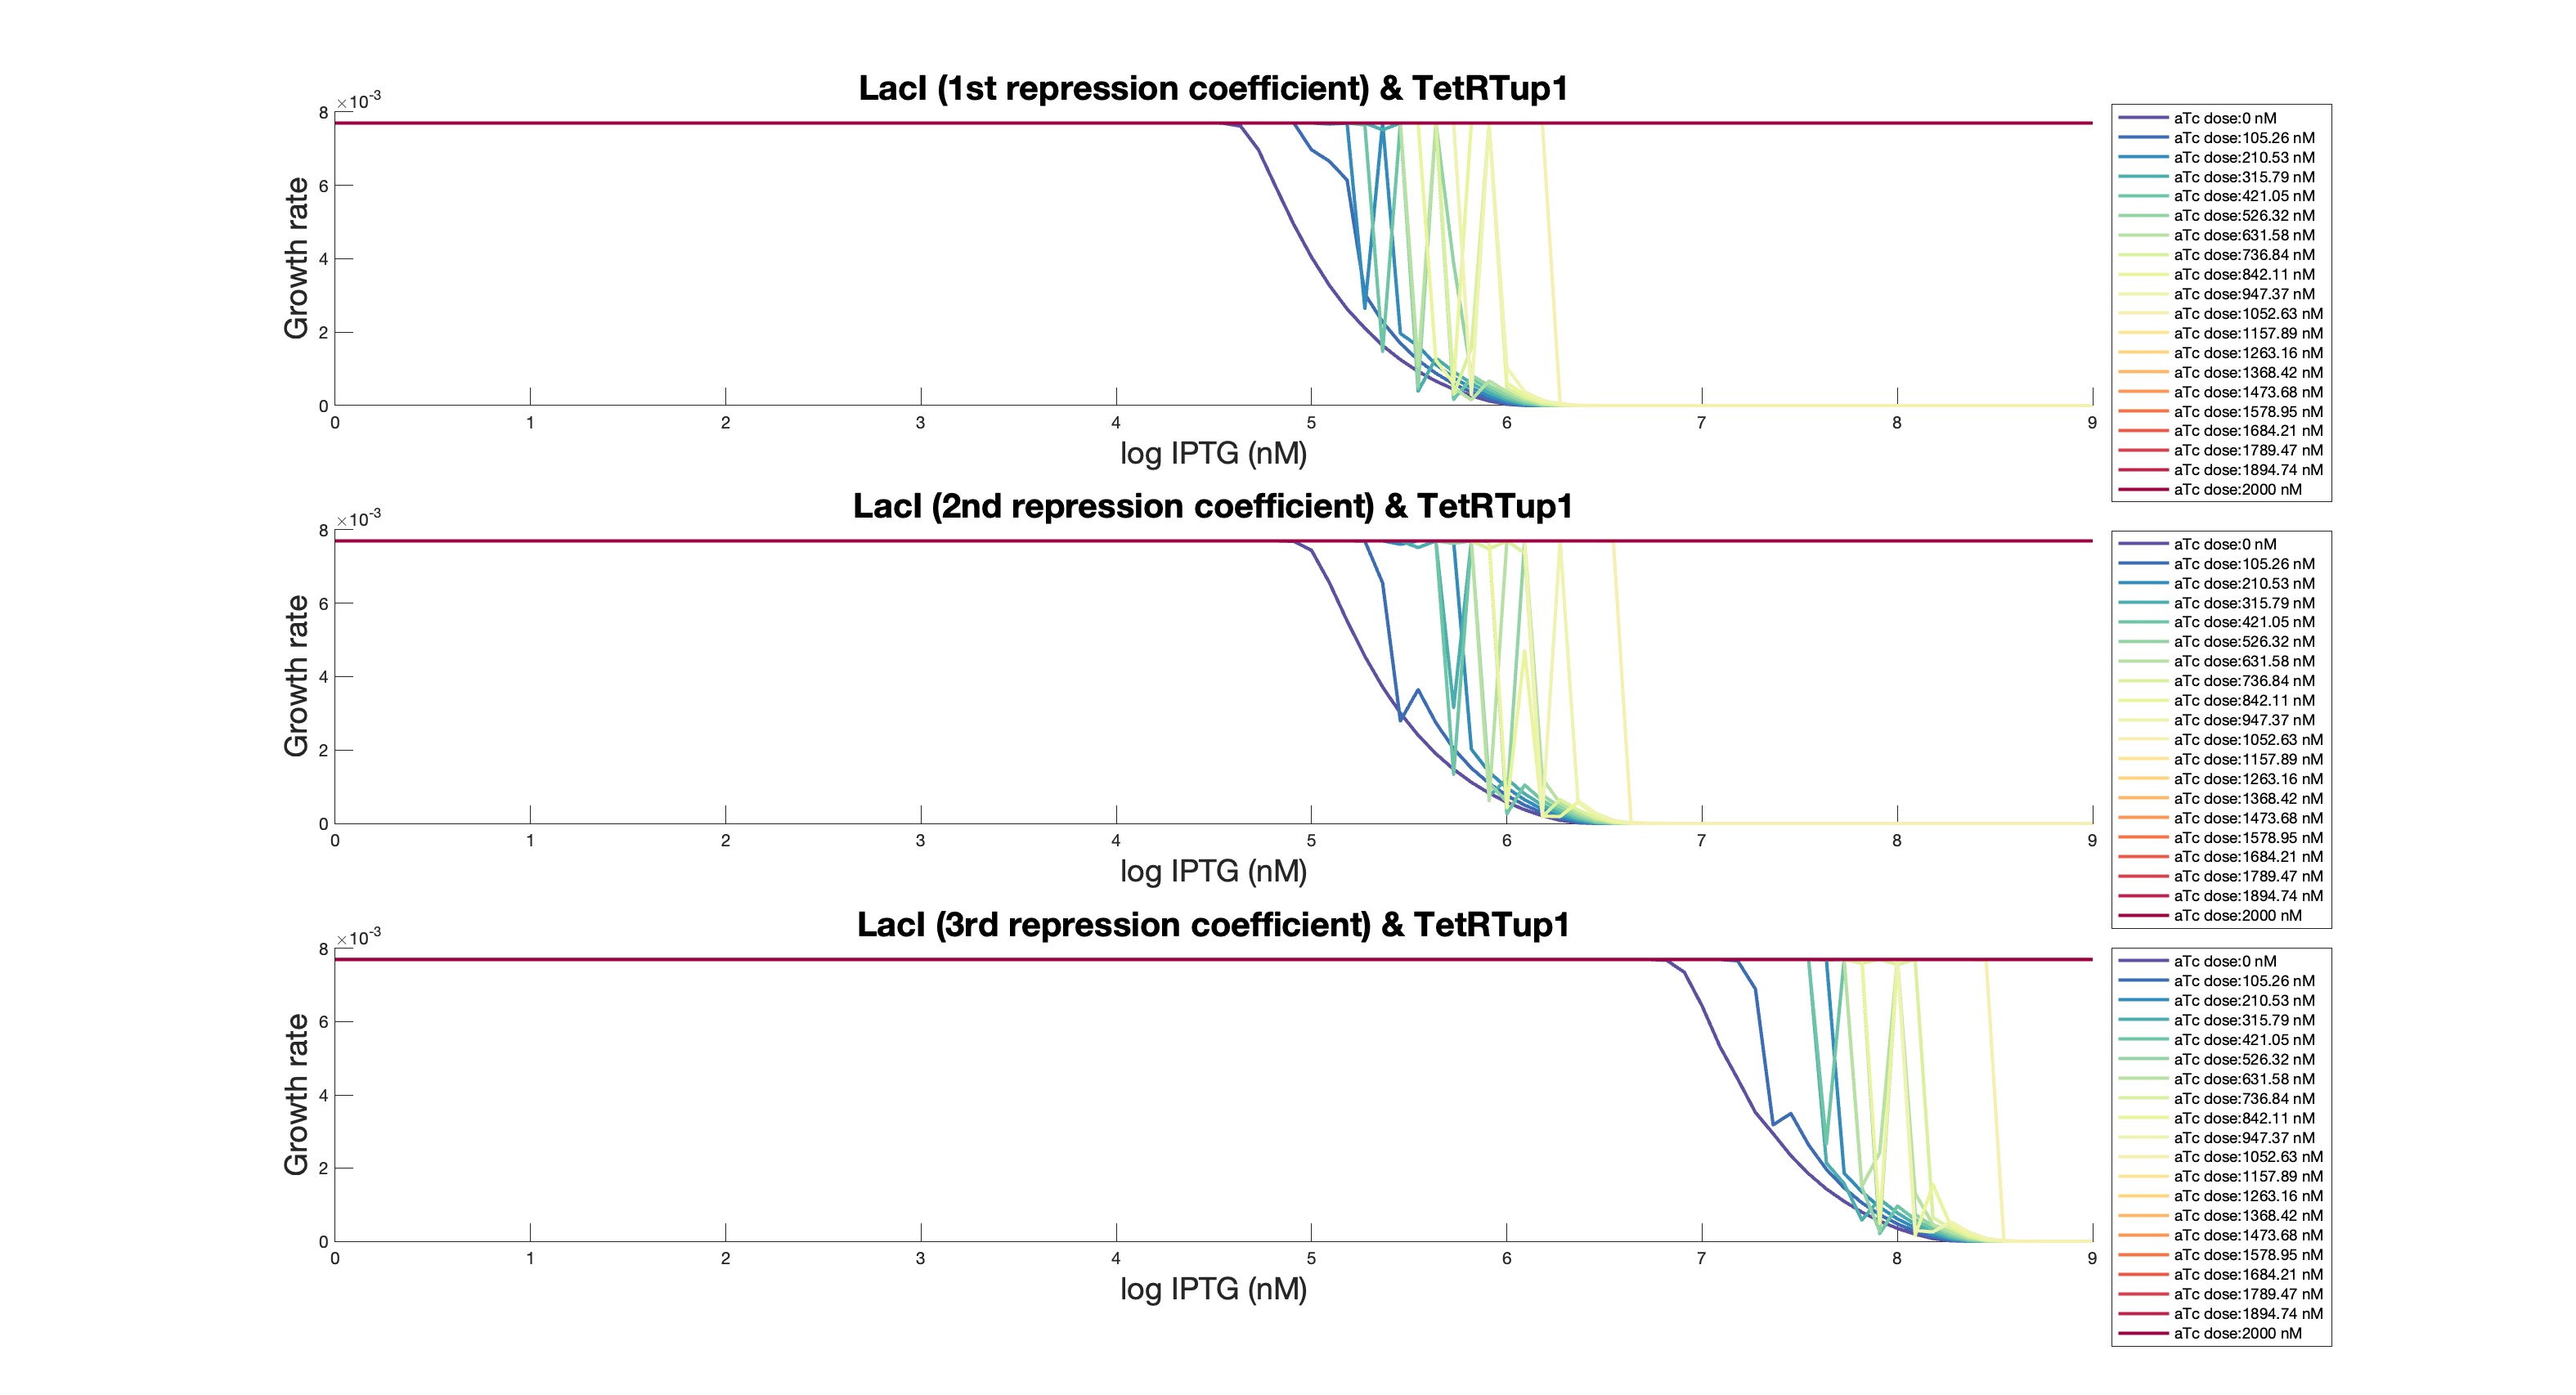 LacI (1st repression coefficient) & TetRTup1
×10-3
8
6
4
2
0
Growth rate
0 1 2 3 4 5 6 7 8 9
log IPTG (nM)
aTc dose:0 nM
aTc dose:105.26 nM
aTc dose:210.53 nM
aTc dose:315.79 nM
aTc dose:421.05 nM
aTc dose:526.32 nM
aTc dose:631.58 nM
aTc dose:736.84 nM
aTc dose:842.11 nM
aTc dose:947.37 nM
aTc dose:1052.63 nM
aTc dose:1157.89 nM
aTc dose:1263.16 nM
aTc dose:1368.42 nM
aTc dose:1473.68 nM
aTc dose:1578.95 nM
aTc dose:1684.21 nM
aTc dose:1789.47 nM
aTc dose:1894.74 nM
aTc dose:2000 nM
LacI (2nd repression coefficient) & TetRTup1
×10-3
8
6
4
2
0
Growth rate
0 1 2 3 4 5 6 7 8 9
log IPTG (nM)
aTc dose:0 nM
aTc dose:105.26 nM
aTc dose:210.53 nM
aTc dose:315.79 nM
aTc dose:421.05 nM
aTc dose:526.32 nM
aTc dose:631.58 nM
aTc dose:736.84 nM
aTc dose:842.11 nM
aTc dose:947.37 nM
aTc dose:1052.63 nM
aTc dose:1157.89 nM
aTc dose:1263.16 nM
aTc dose:1368.42 nM
aTc dose:1473.68 nM
aTc dose:1578.95 nM
aTc dose:1684.21 nM
aTc dose:1789.47 nM
aTc dose:1894.74 nM
aTc dose:2000 nM
LacI (3rd repression coefficient) & TetRTup1
×10-3
8
6
4
2
0
Growth rate
0 1 2 3 4 5 6 7 8 9
log IPTG (nM)
aTc dose:0 nM
aTc dose:105.26 nM
aTc dose:210.53 nM
aTc dose:315.79 nM
aTc dose:421.05 nM
aTc dose:526.32 nM
aTc dose:631.58 nM
aTc dose:736.84 nM
aTc dose:842.11 nM
aTc dose:947.37 nM
aTc dose:1052.63 nM
aTc dose:1157.89 nM
aTc dose:1263.16 nM
aTc dose:1368.42 nM
aTc dose:1473.68 nM
aTc dose:1578.95 nM
aTc dose:1684.21 nM
aTc dose:1789.47 nM
aTc dose:1894.74 nM
aTc dose:2000 nM